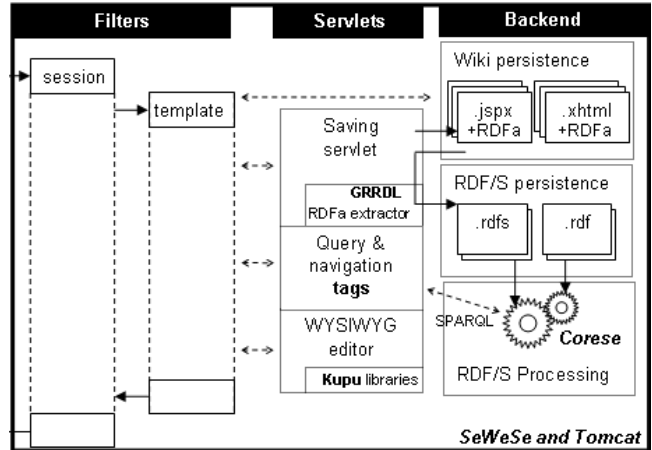 Filters
Servlets
Backend
session
template
Saving
servlet
GRRDL
RDFa extractor
Query &
navigation
tags
WYSIWYG
editor
Kupu libraries
Wiki persistence
.jspx
+RDFa
.xhtml
+RDFa
RDF/S persistence
.rdfs
.rdf
SPARQL
Corese
RDF/S Processing
SeWeSe and Tomcat